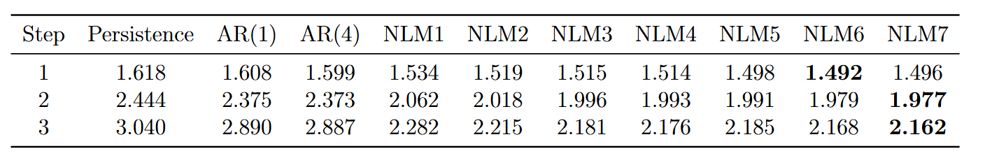 Step Persistence AR(1) AR(4) NLM1 NLM2 NLM3 NLM4 NLM5 NLM6 NLM7
1 1.618 1.608 1.599 1.534 1.519 1.515 1.514 1.498 1.492 1.496
2 2.444 2.375 2.373 2.062 2.018 1.996 1.993 1.991 1.979 1.977
3 3.040 2.890 2.887 2.282 2.215 2.181 2.176 2.185 2.168 2.162